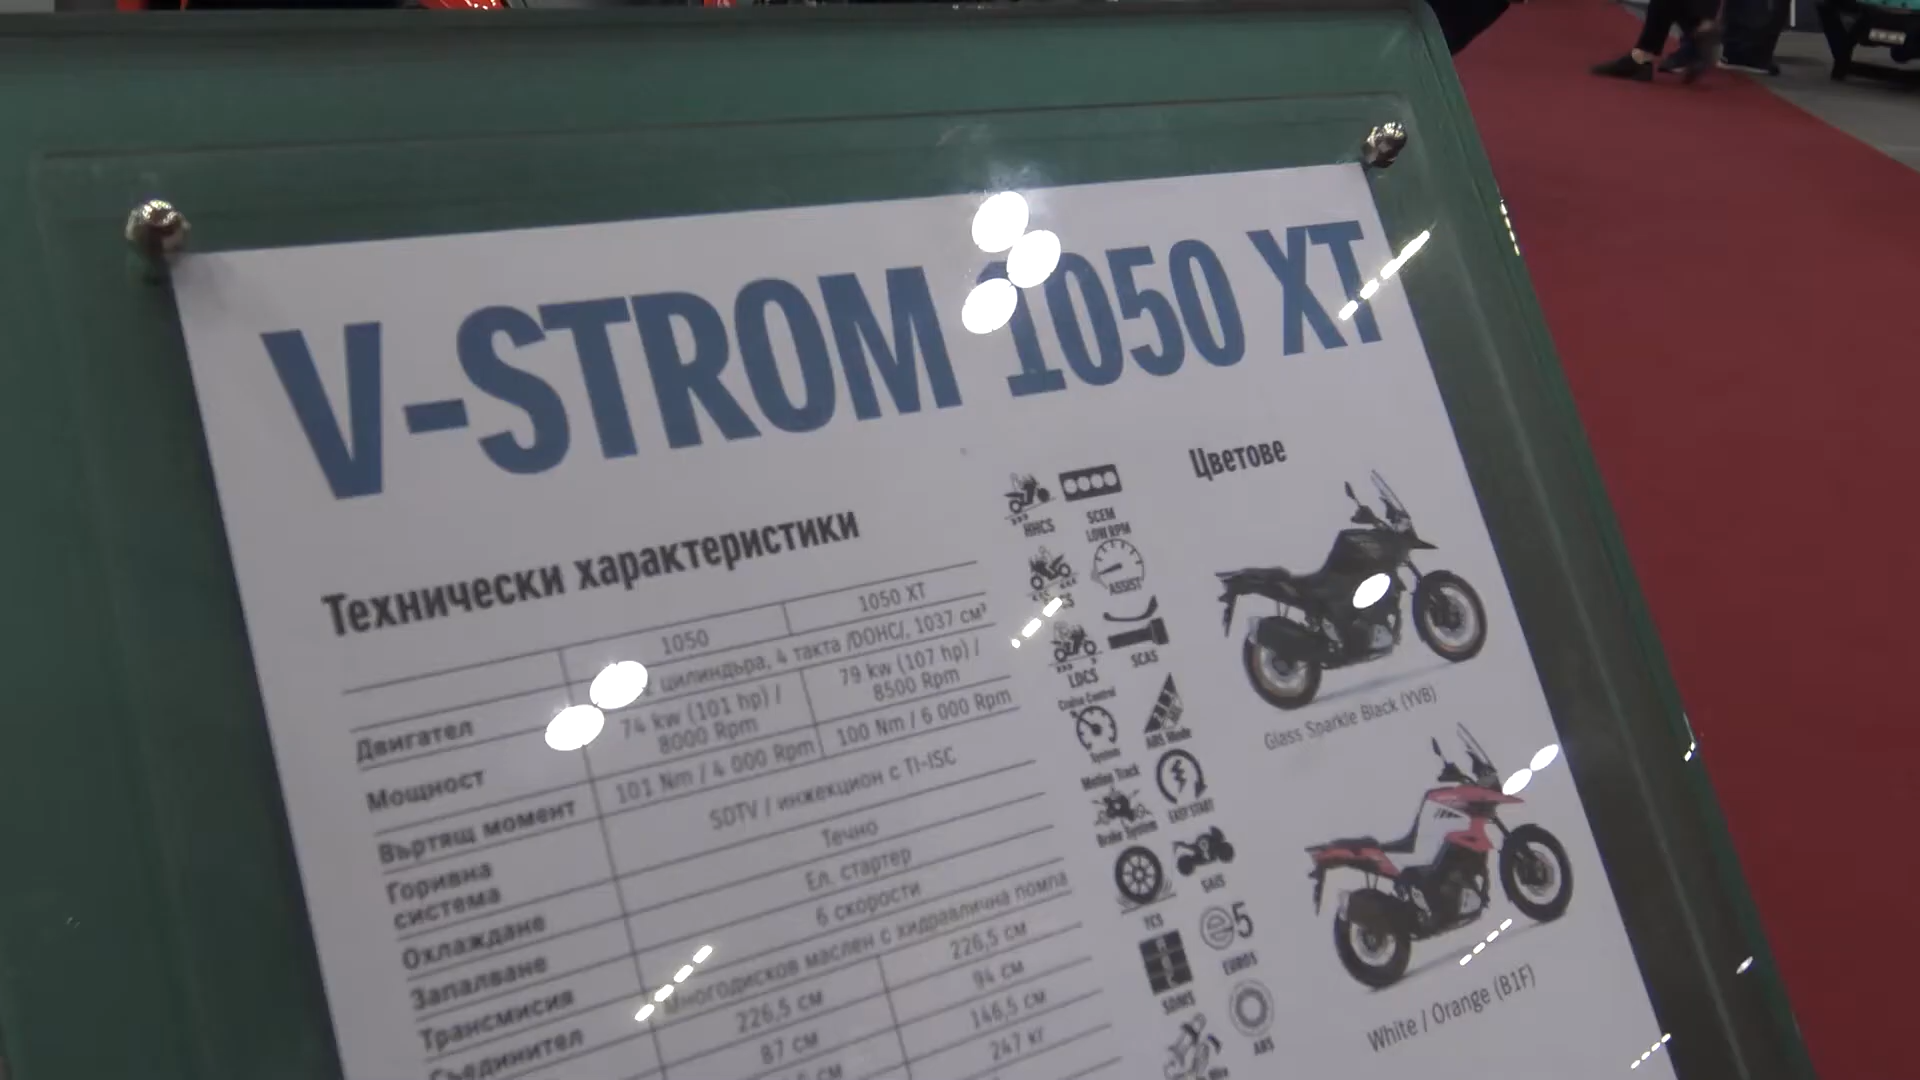 V-STROM 1050 XT
Технически характеристики
1050
1050 XT
Двигател
цилиндъра, 4 такта /DOHC/, 1037 см³
Мощност
74 kw (101 hp) /
8000 Rpm
79 kw (107 hp) /
8500 Rpm
Въртящ момент
101 Nm / 4 000 Rpm
100 Nm / 6 000 Rpm
Горивна
система
SDTV / инжекцион с TI-ISC
Охлаждане
Течно
Запалване
Ел. стартер
Трансмисия
6 скорости
Съединител
Многодисков маслен с хидравлична помпа
226,5 см
226,5 см
87 см
94 см
см
146,5 см
247 кг
HHCS
SCEM
LOW RPM
ASSIST
SCAS
LDCS
Cruise Control
System
ABS Mode
Motion Track
Brake System
EASY START
TCS
SAIS
SDMS
e5
EURO5
ABS
Цветове
Glass Sparkle Black (YVB)
White / Orange (B1F)